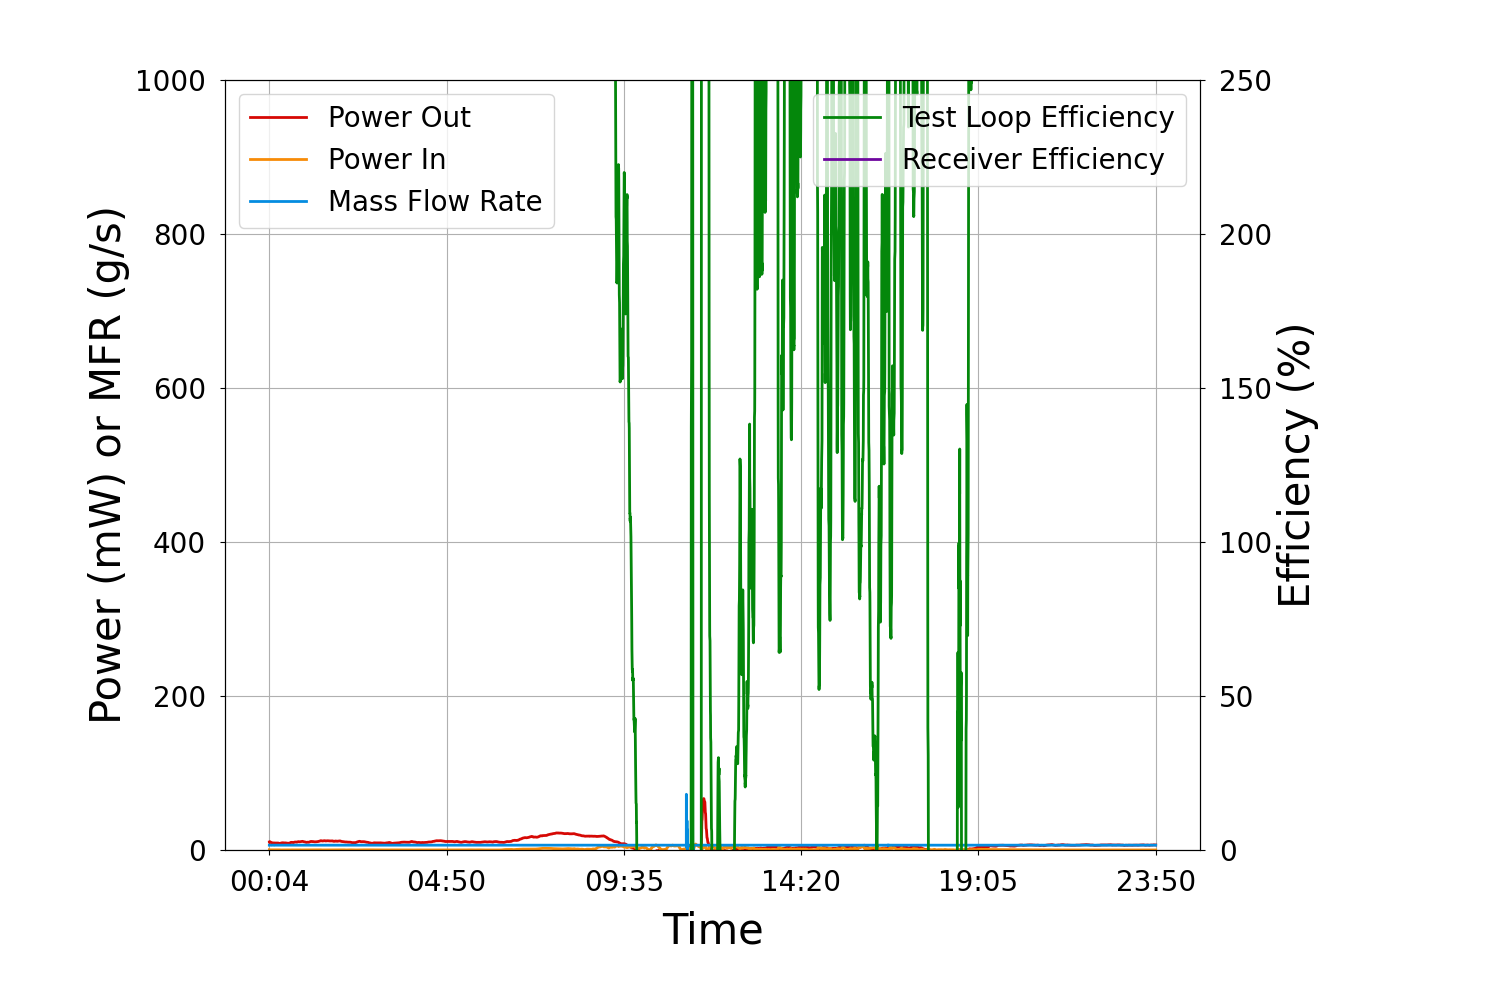 1000
800
600
400
200
0
Power (mW) or MFR (g/s)
Power Out
Power In
Mass Flow Rate
Test Loop Efficiency
Receiver Efficiency
250
200
150
100
50
0
Efficiency (%)
00:04 04:50 09:35 14:20 19:05 23:50
Time